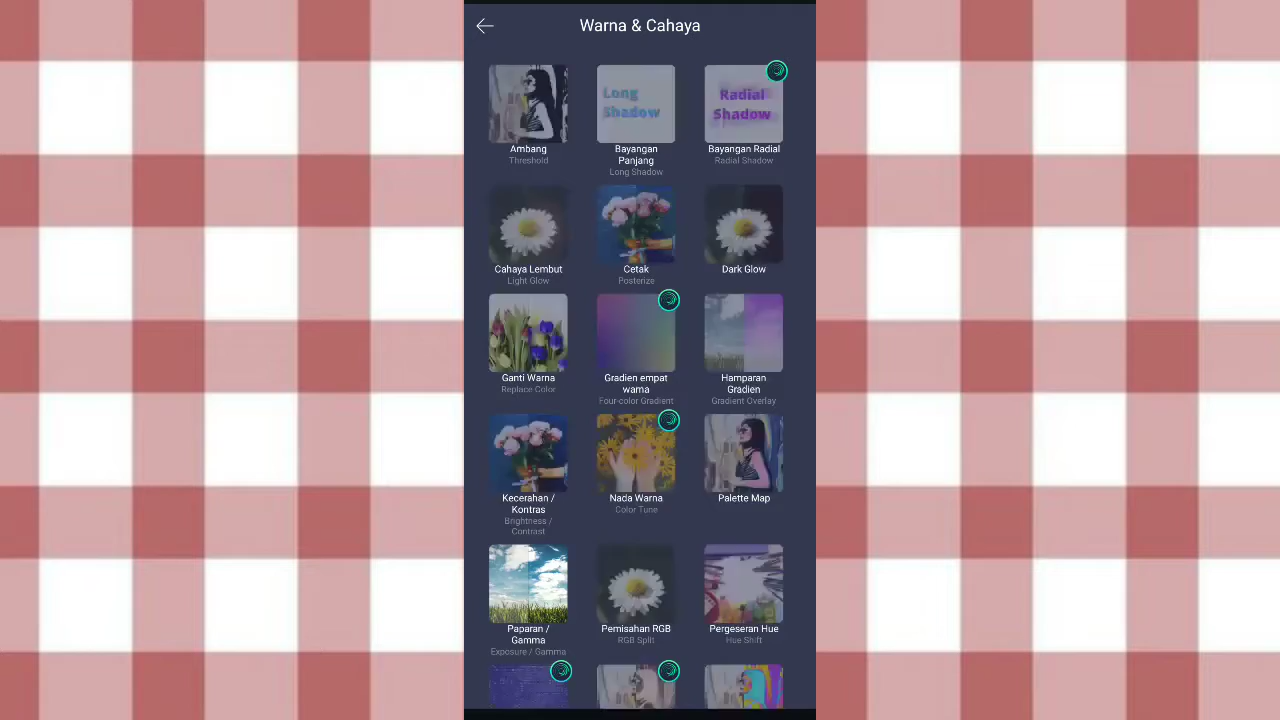 Warna & Cahaya
Long
Shadow
Radial
Shadow
Ambang
Threshold
Bayangan
Panjang
Long Shadow
Bayangan Radial
Radial Shadow
Cahaya Lembut
Light Glow
Cetak
Posterize
Dark Glow
Ganti Warna
Replace Color
Gradien empat
warna
Four-color Gradient
Hamparan
Gradien
Gradient Overlay
Kecerahan /
Kontras
Brightness /
Contrast
Nada Warna
Color Tune
Palette Map
Paparan /
Gamma
Exposure / Gamma
Pemisahan RGB
RGB Split
Pergeseran Hue
Hue Shift